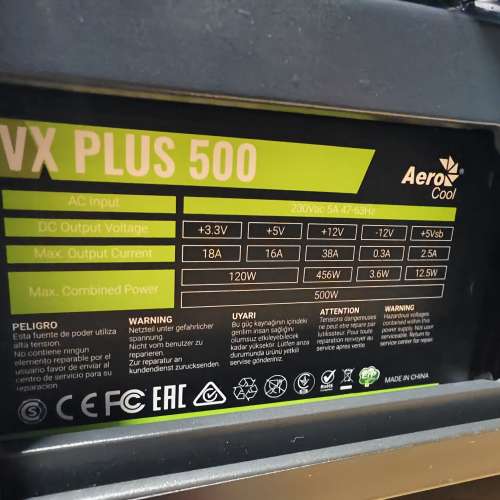 VX PLUS 500
Aero
Cool
AC Input 230Vac 5A 47-63Hz
DC Output Voltage +3.3V +5V +12V -12V +5Vsb
Max. Output Current 18A 16A 38A 0.3A 2.5A
Max. Combined Power 120W 456W 3.6W 12.5W
500W
PELIGRO
Esta fuente de poder utiliza
alta tension.
No contiene ningun
elemento reparable por el
usuario favor de enviar al
centro de servicio para su
reparacion.
WARNING
Netzteil unter gefahrlicher
spannung.
Nicht vom benutzer zu
reparieren.
Zur reparatur an
kundendienst zurucksenden.
UYARI
Bu güç kaynağının içindeki
gerilim insan sağlığını
olumsuz etkileyebilecek
kadar yüksektir. Lütfen arıza
durumunda ürünü yetkili
servise gönderin.
ATTENTION
Tensions dangereuses
ne peut etre repare par
l utilisateur. Pour toute
reparation renvoyer au
service apres vente
WARNING
Hazardous voltages
contained within this
power supply. Not user
serviceable. Return to
service center for repair.
CE FC EAC
MADE IN CHINA